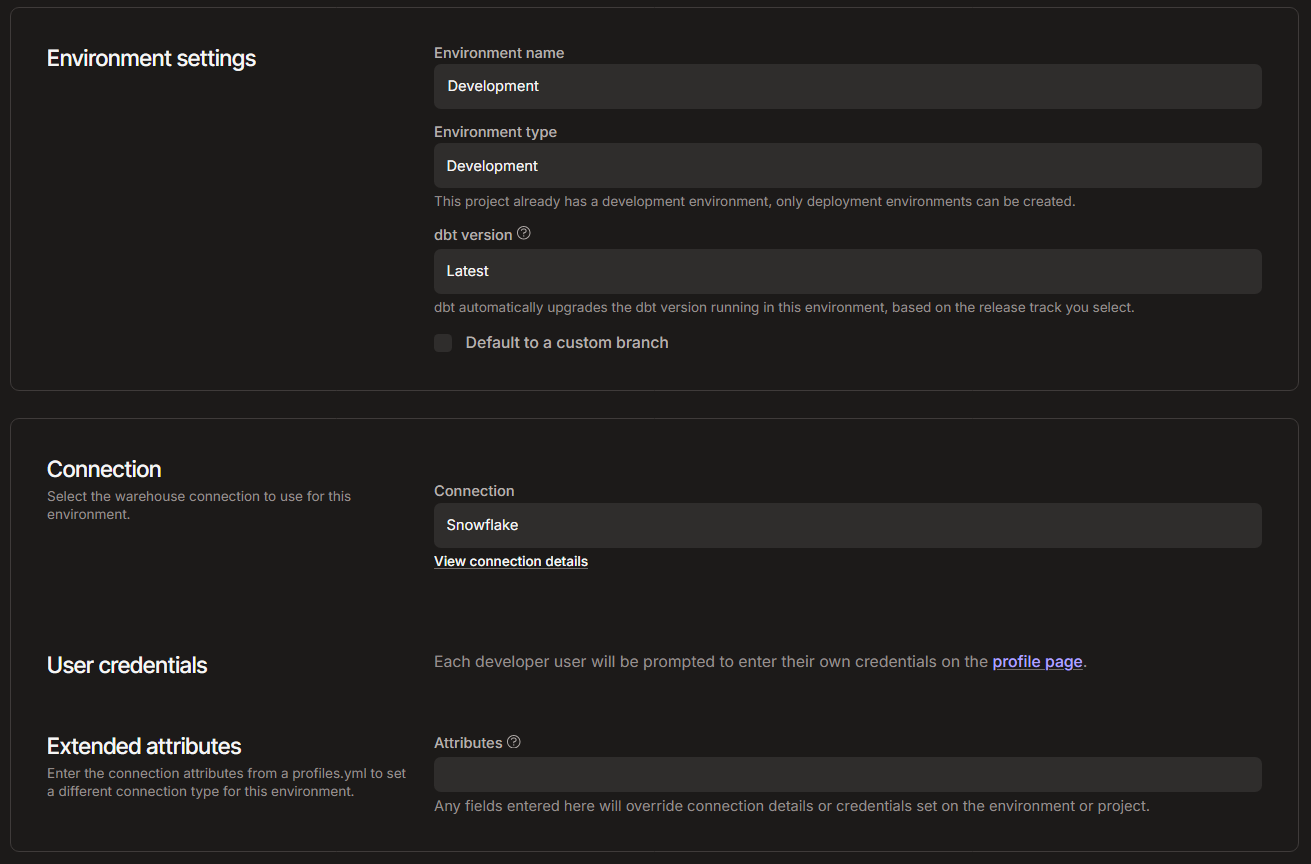 Environment settings
Environment name
Development
Environment type
Development
This project already has a development environment, only deployment environments can be created.
dbt version
Latest
dbt automatically upgrades the dbt version running in this environment, based on the release track you select.
Default to a custom branch
Connection
Select the warehouse connection to use for this
environment.
Connection
Snowflake
View connection details
User credentials
Each developer user will be prompted to enter their own credentials on the profile page.
Extended attributes
Enter the connection attributes from a profiles.yml to set
a different connection type for this environment.
Attributes
Any fields entered here will override connection details or credentials set on the environment or project.